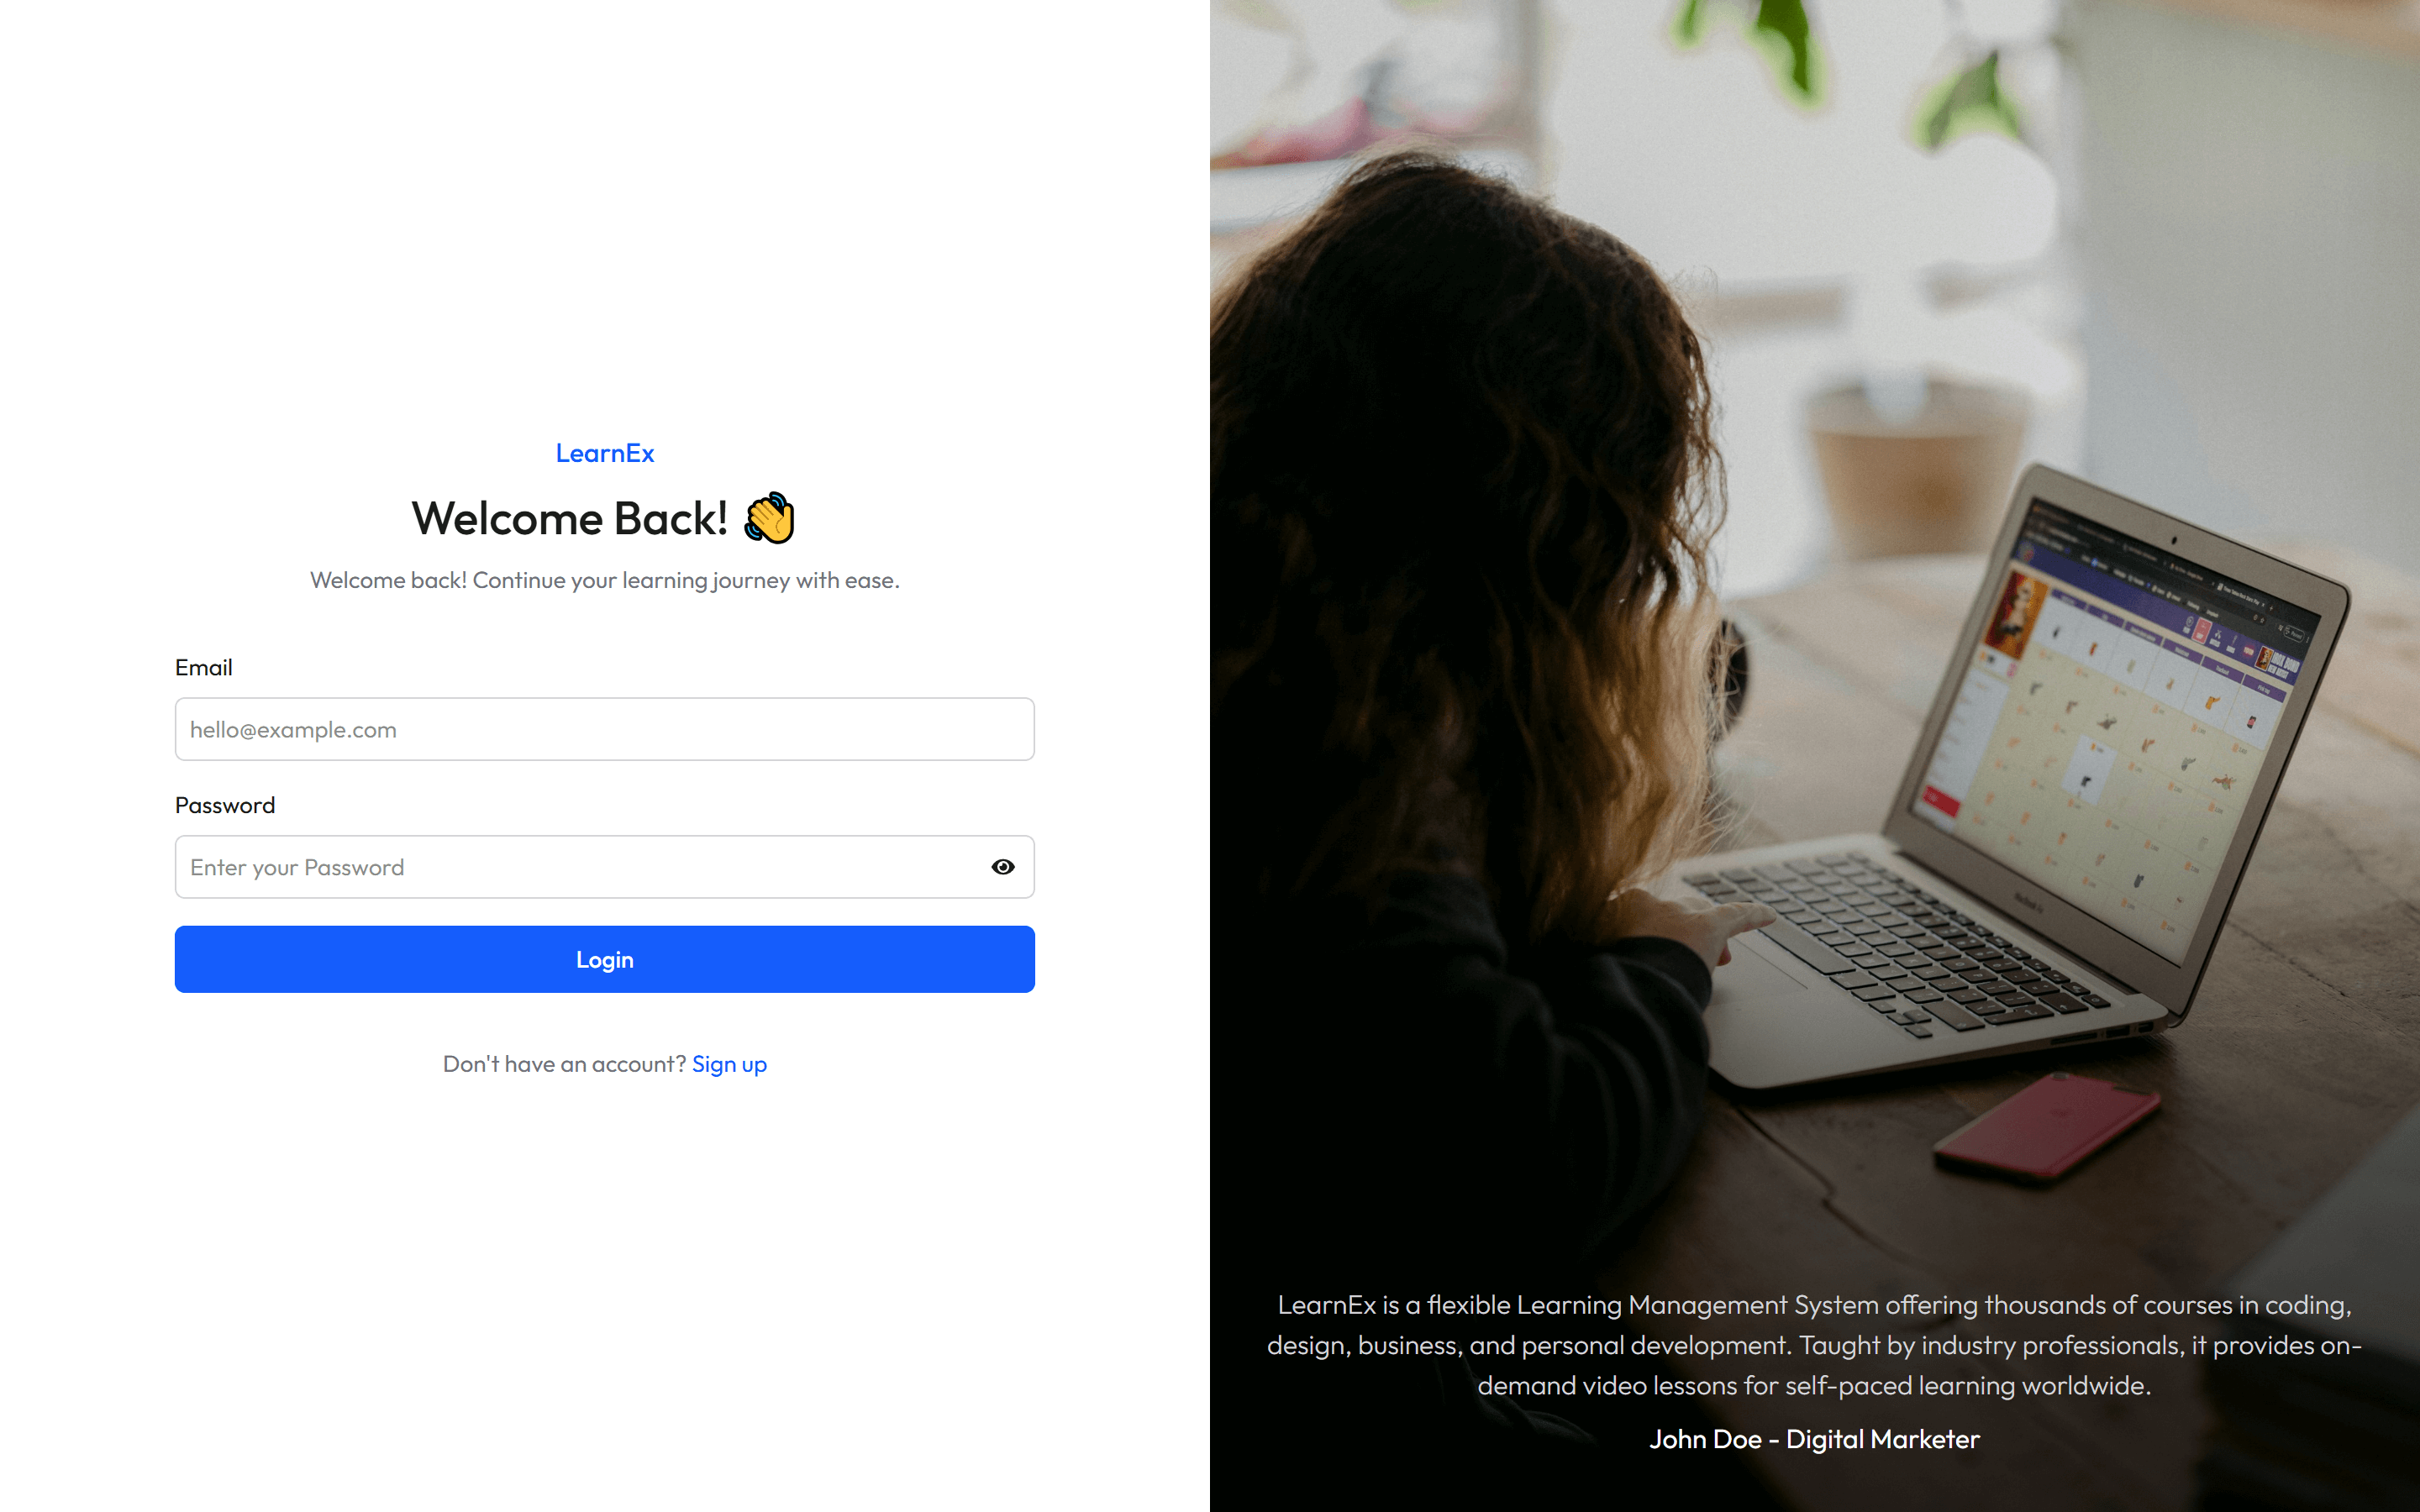 LearnEx
Welcome Back! 👋
Welcome back! Continue your learning journey with ease.
Email
hello@example.com
Password
Enter your Password
Login
Don't have an account? Sign up
LearnEx is a flexible Learning Management System offering thousands of courses in coding,
design, business, and personal development. Taught by industry professionals, it provides on-
demand video lessons for self-paced learning worldwide.
John Doe - Digital Marketer